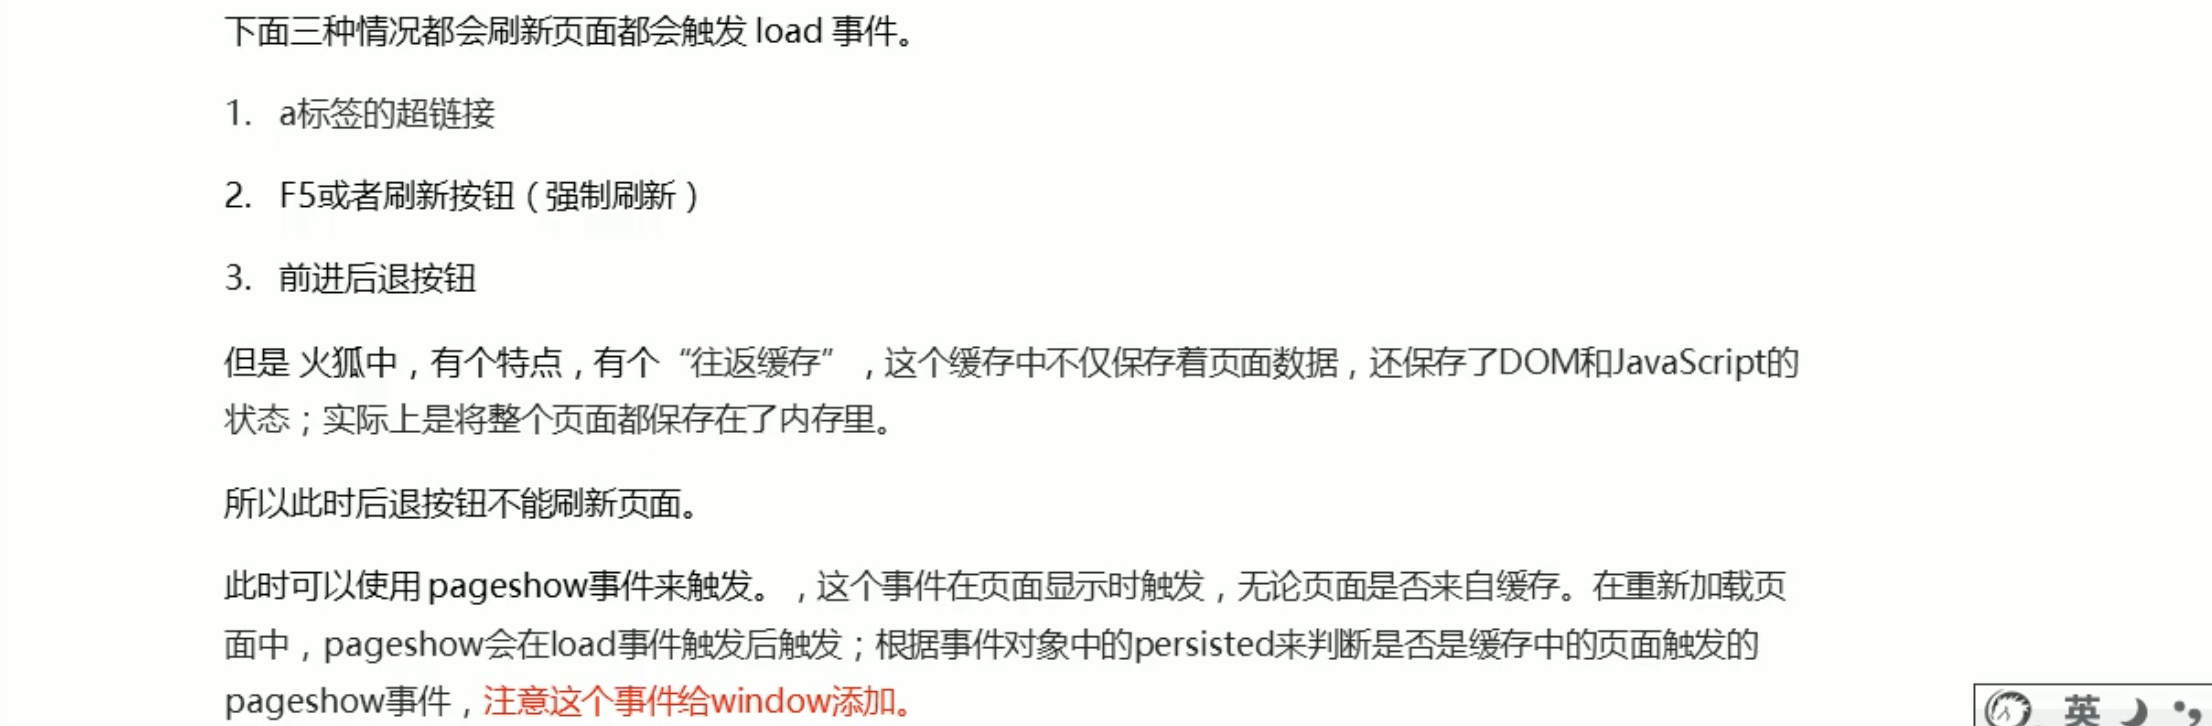 下面三种情况都会刷新页面都会触发 load 事件。
1. a标签的超链接
2. F5或者刷新按钮（强制刷新）
3. 前进后退按钮
但是 火狐中，有个特点，有个“往返缓存”，这个缓存中不仅保存着页面数据，还保存了DOM和JavaScript的
状态；实际上是将整个页面都保存在了内存里。
所以此时后退按钮不能刷新页面。
此时可以使用 pageshow事件来触发。，这个事件在页面显示时触发，无论页面是否来自缓存。在重新加载页
面中，pageshow会在load事件触发后触发；根据事件对象中的persisted来判断是否是缓存中的页面触发的
pageshow事件，注意这个事件给window添加。
英